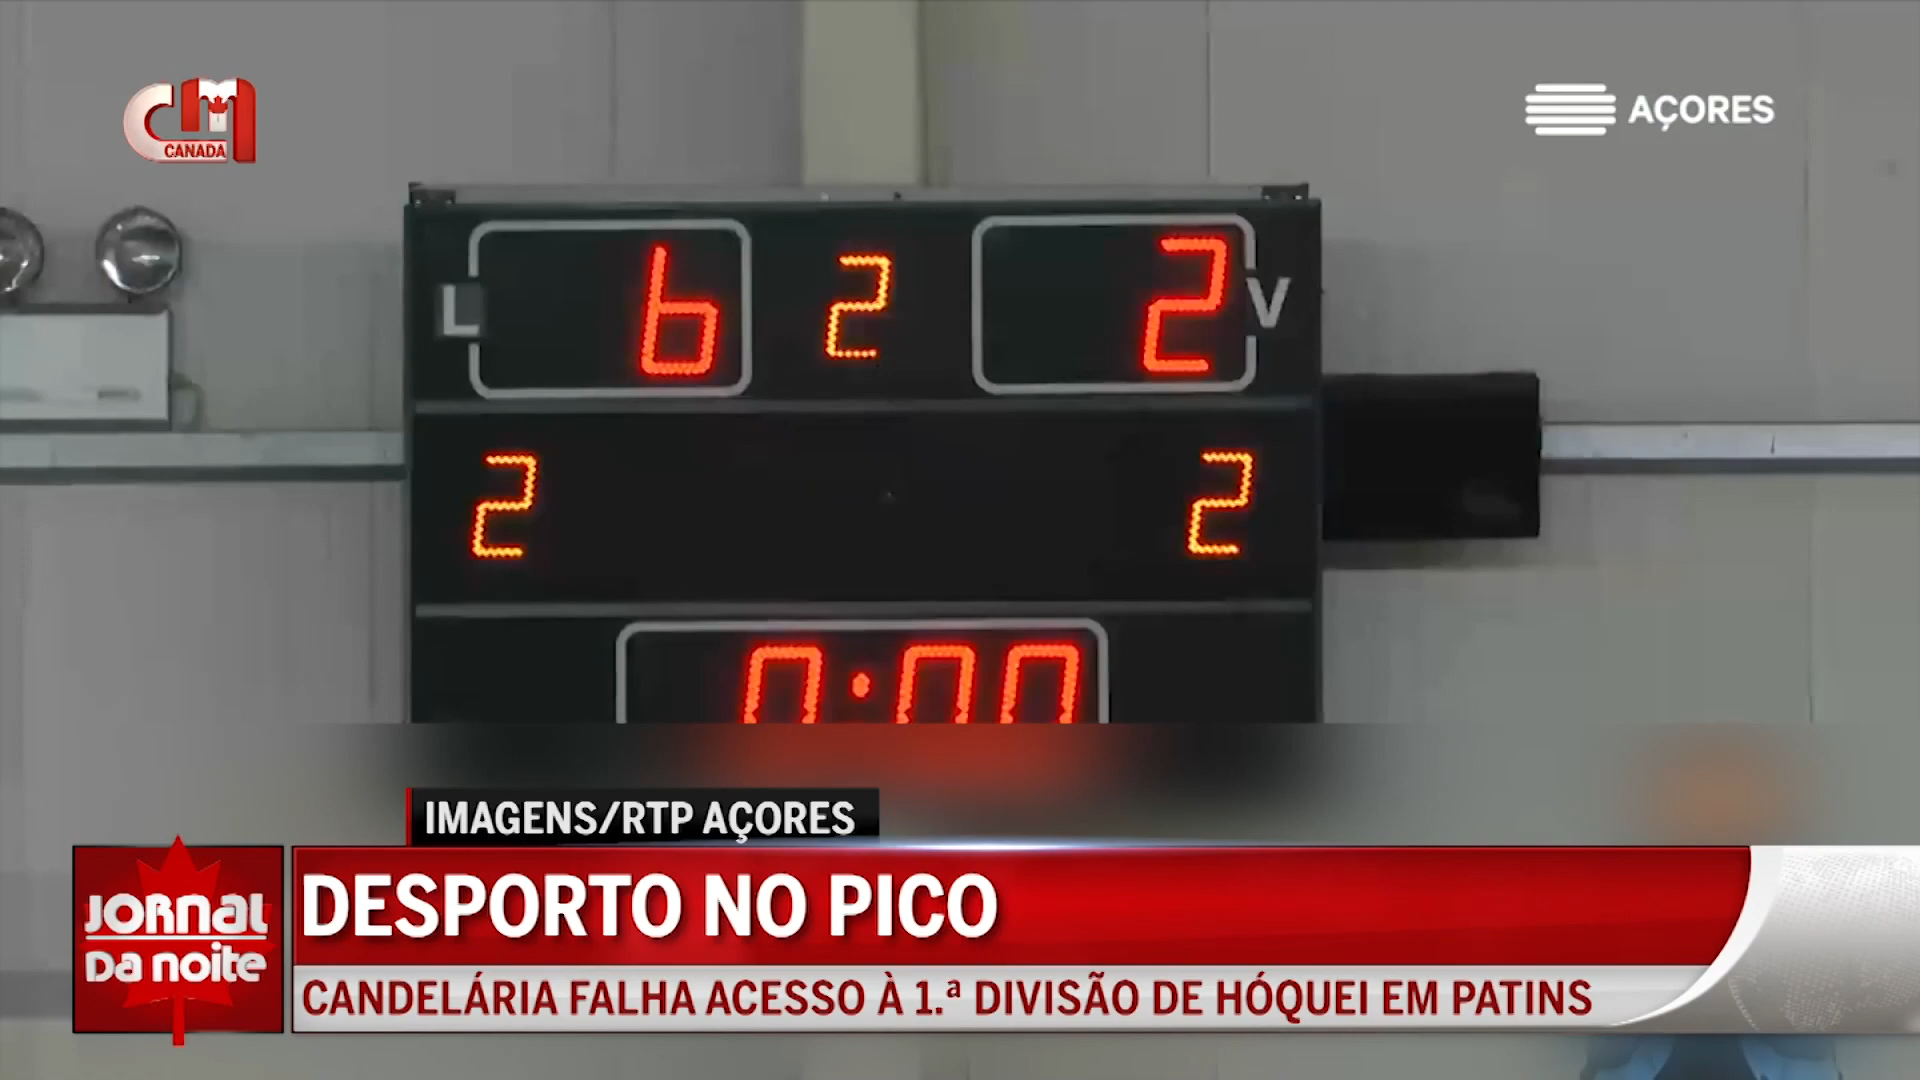 CM
CANADA
AÇORES
L 6 2 2 V
2 2
0:00
IMAGENS/RTP AÇORES
DESPORTO NO PICO
JORNAL
DA NOITE
CANDELÁRIA FALHA ACESSO À 1.ª DIVISÃO DE HÓQUEI EM PATINS